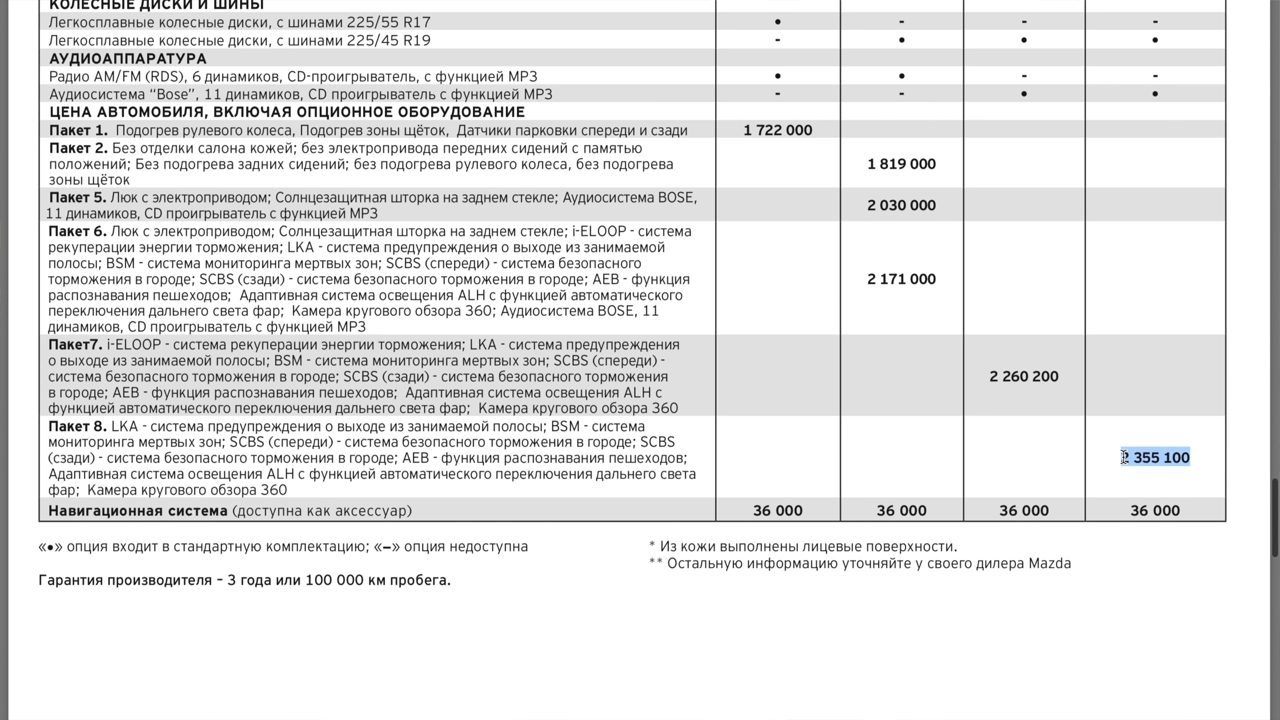 КОЛЕСНЫЕ ДИСКИ И ШИНЫ
Легкосплавные колесные диски, с шинами 225/55 R17 • - - -
Легкосплавные колесные диски, с шинами 225/45 R19 - • • •
АУДИОАППАРАТУРА
Радио AM/FM (RDS), 6 динамиков, CD-проигрыватель, с функцией MP3 • • - -
Аудиосистема “Bose”, 11 динамиков, CD проигрыватель с функцией MP3 - - • •
ЦЕНА АВТОМОБИЛЯ, ВКЛЮЧАЯ ОПЦИОННОЕ ОБОРУДОВАНИЕ
Пакет 1. Подогрев рулевого колеса, Подогрев зоны щёток, Датчики парковки спереди и сзади 1 722 000
Пакет 2. Без отделки салона кожей; без электропривода передних сидений с памятью
положений; Без подогрева задних сидений; без подогрева рулевого колеса, без подогрева 1 819 000
зоны щёток
Пакет 5. Люк с электроприводом; Солнцезащитная шторка на заднем стекле; Аудиосистема BOSE, 2 030 000
11 динамиков, CD проигрыватель с функцией MP3
Пакет 6. Люк с электроприводом; Солнцезащитная шторка на заднем стекле; i-ELOOP - система
рекуперации энергии торможения; LKA - система предупреждения о выходе из занимаемой
полосы; BSM - система мониторинга мертвых зон; SCBS (спереди) - система безопасного
торможения в городе; SCBS (сзади) - система безопасного торможения в городе; AEB - функция 2 171 000
распознавания пешеходов; Адаптивная система освещения ALH с функцией автоматического
переключения дальнего света фар; Камера кругового обзора 360; Аудиосистема BOSE, 11
динамиков, CD проигрыватель с функцией MP3
Пакет7. i-ELOOP - система рекуперации энергии торможения; LKA - система предупреждения
о выходе из занимаемой полосы; BSM - система мониторинга мертвых зон; SCBS (спереди) -
система безопасного торможения в городе; SCBS (сзади) - система безопасного торможения 2 260 200
в городе; AEB - функция распознавания пешеходов; Адаптивная система освещения ALH с
функцией автоматического переключения дальнего света фар; Камера кругового обзора 360
Пакет 8. LKA - система предупреждения о выходе из занимаемой полосы; BSM - система
мониторинга мертвых зон; SCBS (спереди) - система безопасного торможения в городе; SCBS
(сзади) - система безопасного торможения в городе; AEB - функция распознавания пешеходов; 2 355 100
Адаптивная система освещения ALH с функцией автоматического переключения дальнего света
фар; Камера кругового обзора 360
Навигационная система (доступна как аксессуар) 36 000 36 000 36 000 36 000
«•» опция входит в стандартную комплектацию; «–» опция недоступна
* Из кожи выполнены лицевые поверхности.
** Остальную информацию уточняйте у своего дилера Mazda
Гарантия производителя – 3 года или 100 000 км пробега.